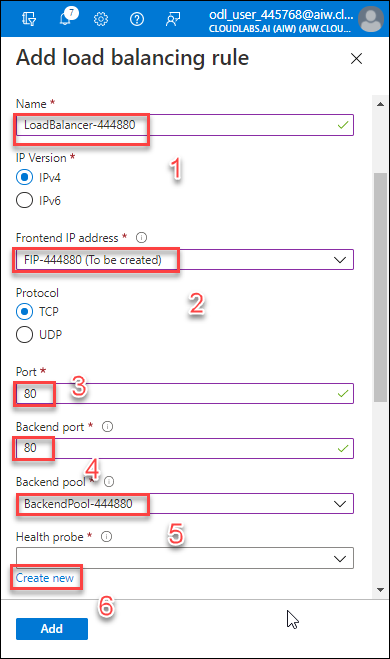 7
odl_user_445768@aiw.cl...
CLOUDLABS.AI (AIW) (AIW.CLOU...
Add load balancing rule
Name *
LoadBalancer-444880
1
IP Version *
IPv4
IPv6
Frontend IP address *
FIP-444880 (To be created)
2
Protocol
TCP
UDP
Port *
80
3
Backend port *
80
4
Backend pool *
BackendPool-444880
5
Health probe *
Create new
6
Add